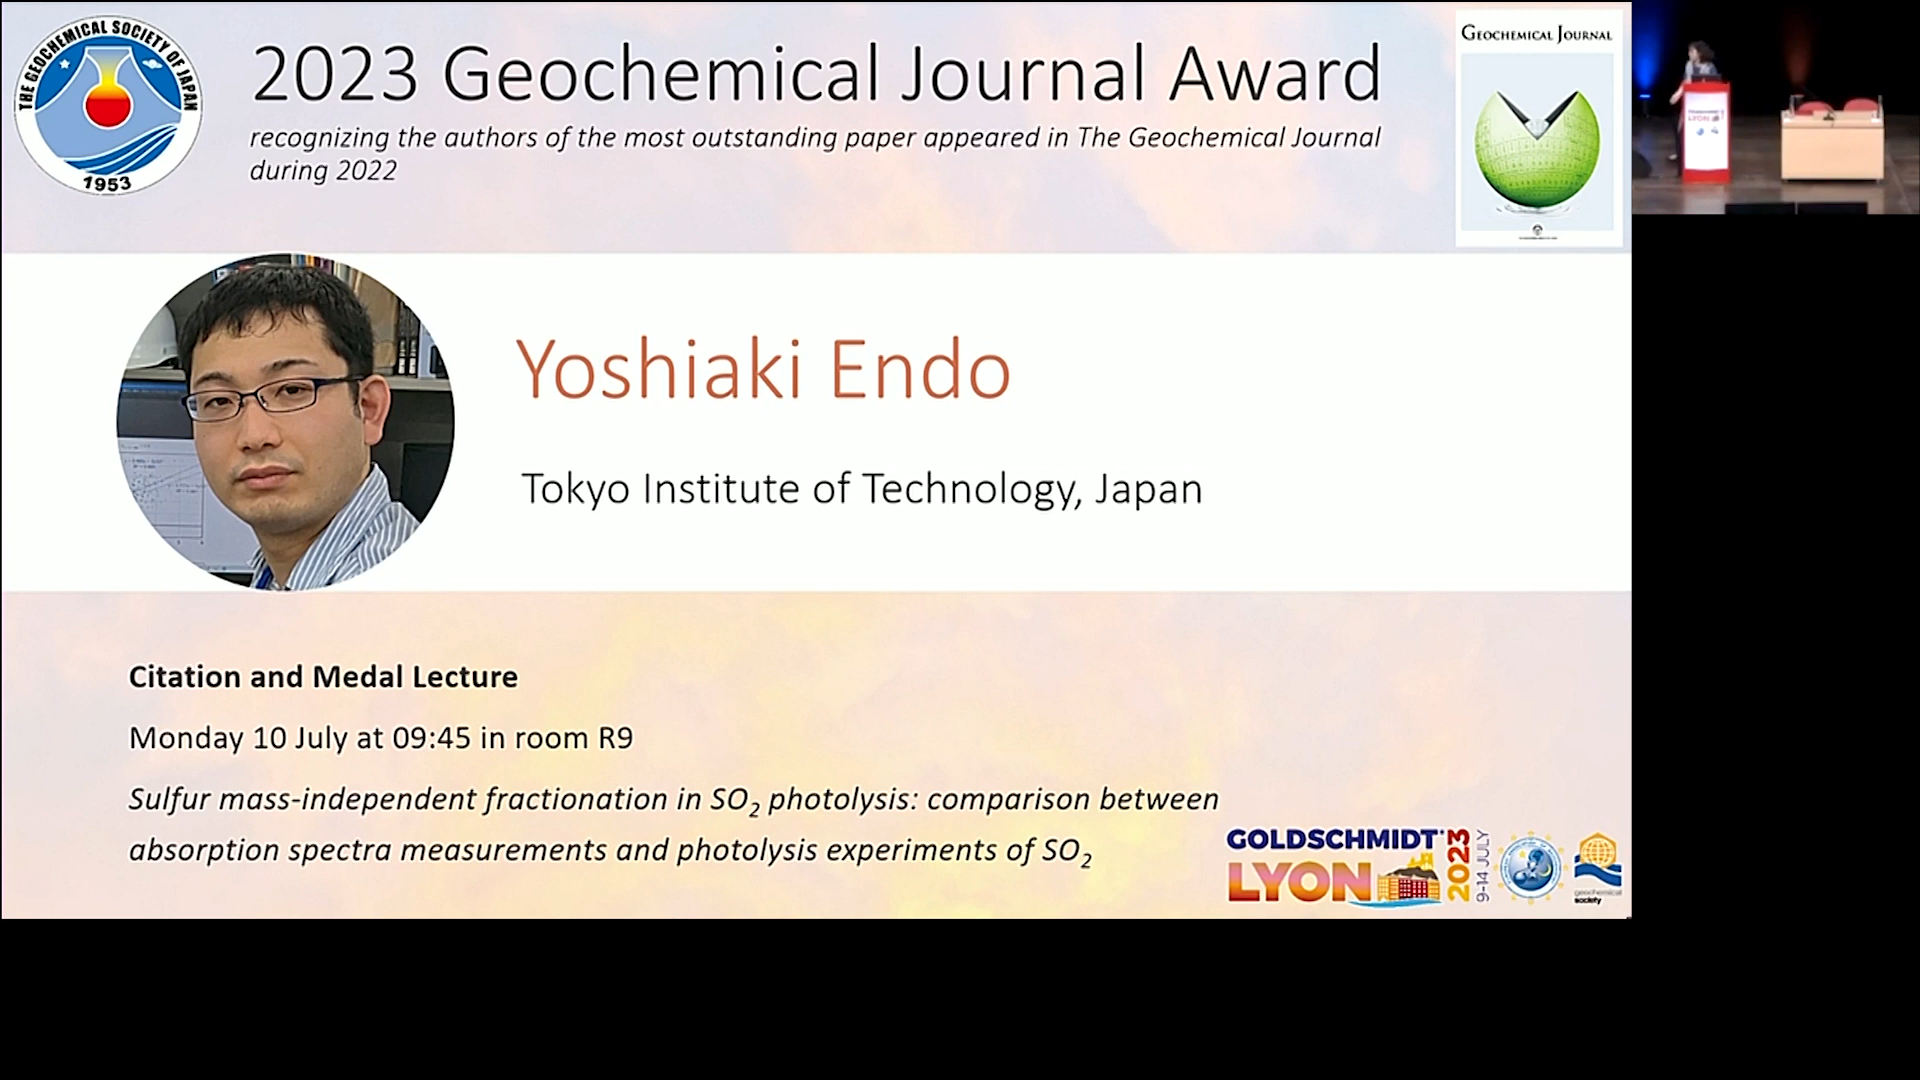 THE GEOCHEMICAL SOCIETY OF JAPAN
1953
2023 Geochemical Journal Award
recognizing the authors of the most outstanding paper appeared in The Geochemical Journal
during 2022
GEOCHEMICAL JOURNAL
LYON
Yoshiaki Endo
Tokyo Institute of Technology, Japan
Citation and Medal Lecture
Monday 10 July at 09:45 in room R9
Sulfur mass-independent fractionation in SO₂ photolysis: comparison between
absorption spectra measurements and photolysis experiments of SO₂
GOLDSCHMIDT
LYON
2023
9-14 JULY
geochemical
society